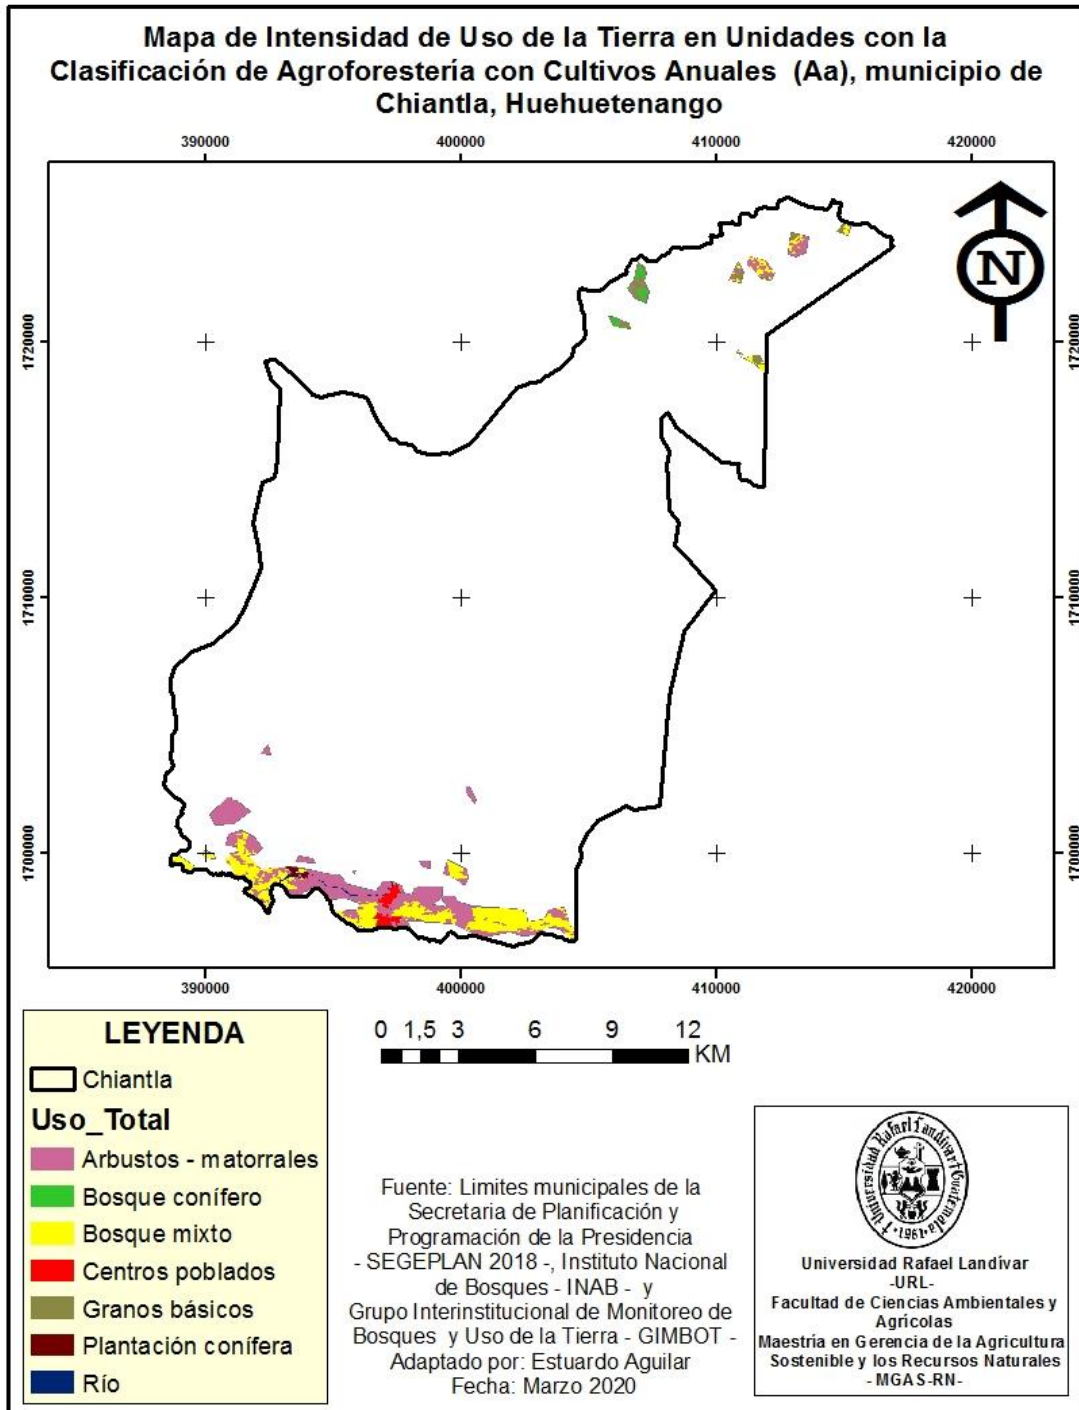 Mapa de Intensidad de Uso de la Tierra en Unidades con la
Clasificación de Agroforestería con Cultivos Anuales (Aa), municipio de
Chiantla, Huehuetenango
390000
400000
410000
420000
N
1720000
1720000
1710000
1710000
1700000
1700000
390000
400000
410000
420000
LEYENDA
Chiantla
Uso_Total
Arbustos - matorrales
Bosque conífero
Bosque mixto
Centros poblados
Granos básicos
Plantación conífera
Río
0 1,5 3 6 9 12
KM
Fuente: Limites municipales de la
Secretaria de Planificación y
Programación de la Presidencia
- SEGEPLAN 2018 -, Instituto Nacional
de Bosques - INAB - y
Grupo Interinstitucional de Monitoreo de
Bosques y Uso de la Tierra - GIMBOT -
Adaptado por: Estuardo Aguilar
Fecha: Marzo 2020
Universidad Rafael Landívar Guatemala
1961
Universidad Rafael Landívar
-URL-
Facultad de Ciencias Ambientales y
Agrícolas
Maestría en Gerencia de la Agricultura
Sostenible y los Recursos Naturales
- MGAS-RN-